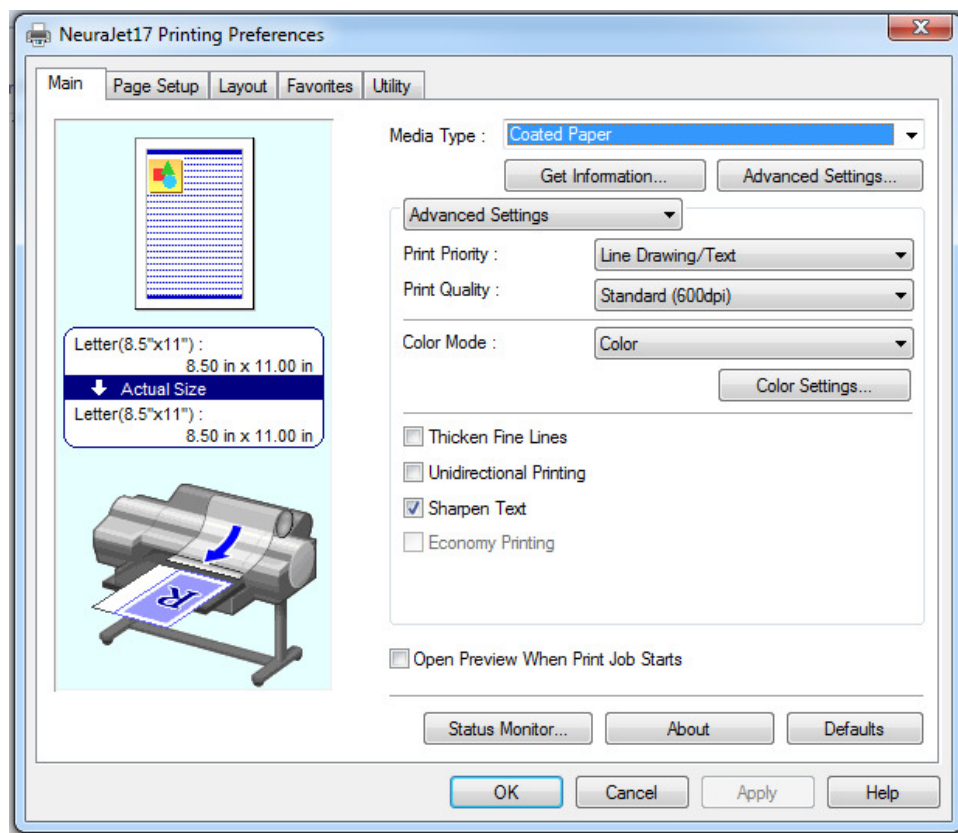 NeuraJet17 Printing Preferences
X
Main Page Setup Layout Favorites Utility
Media Type : Coated Paper
Get Information... Advanced Settings...
Advanced Settings
Print Priority : Line Drawing/Text
Print Quality : Standard (600dpi)
Color Mode : Color
Color Settings...
Thicken Fine Lines
Unidirectional Printing
Sharpen Text
Economy Printing
Letter(8.5"x11") :
8.50 in x 11.00 in
Actual Size
Letter(8.5"x11") :
8.50 in x 11.00 in
R
Open Preview When Print Job Starts
Status Monitor... About Defaults
OK Cancel Apply Help